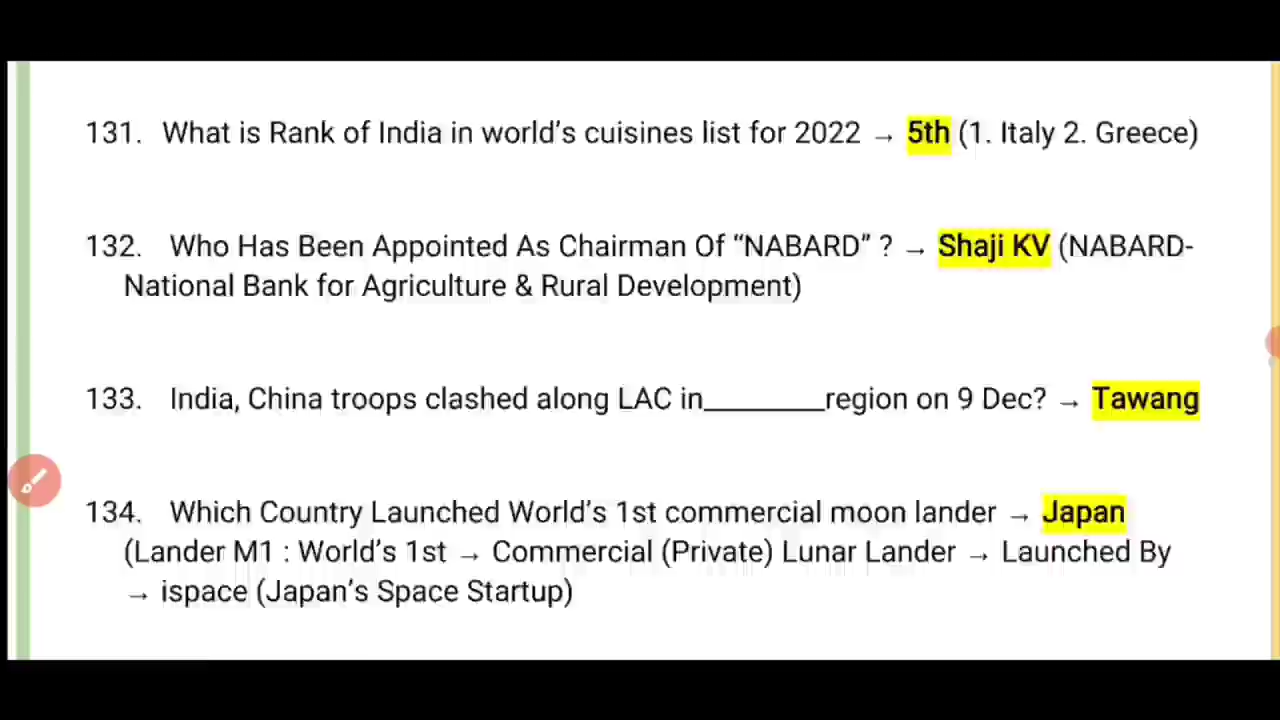 131. What is Rank of India in world’s cuisines list for 2022 → 5th (1. Italy 2. Greece)
132. Who Has Been Appointed As Chairman Of “NABARD” ? → Shaji KV (NABARD-
National Bank for Agriculture & Rural Development)
133. India, China troops clashed along LAC in_________region on 9 Dec? → Tawang
134. Which Country Launched World’s 1st commercial moon lander → Japan
(Lander M1 : World’s 1st → Commercial (Private) Lunar Lander → Launched By
→ ispace (Japan’s Space Startup)